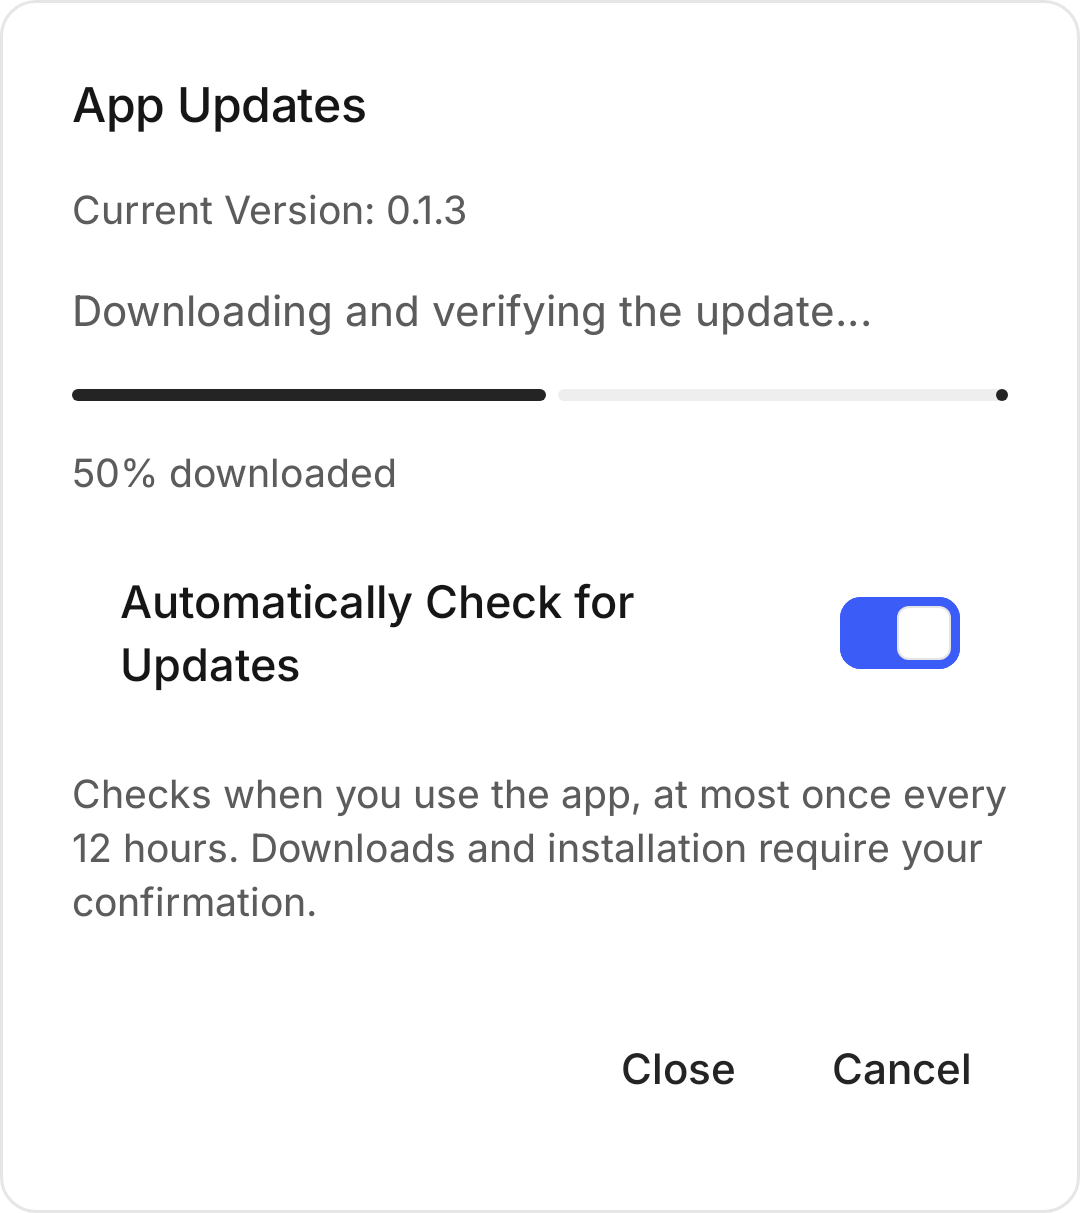 App Updates
Current Version: 0.1.3
Downloading and verifying the update...
50% downloaded
Automatically Check for
Updates
Checks when you use the app, at most once every
12 hours. Downloads and installation require your
confirmation.
Close Cancel